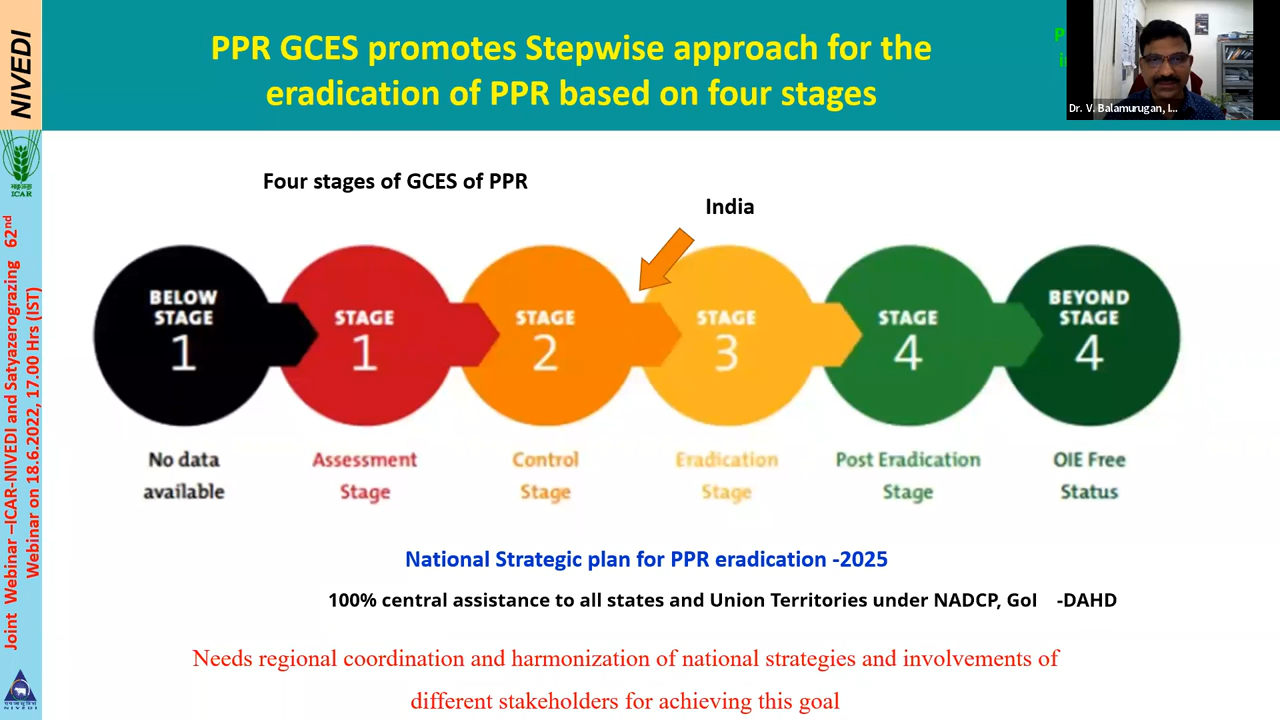 PPR GCES promotes Stepwise approach for the
eradication of PPR based on four stages
Dr. V. Balamurugan, I...
Four stages of GCES of PPR
India
BELOW
STAGE
1
STAGE
1
STAGE
2
STAGE
3
STAGE
4
BEYOND
STAGE
4
No data
available
Assessment
Stage
Control
Stage
Eradication
Stage
Post Eradication
Stage
OIE Free
Status
National Strategic plan for PPR eradication -2025
100% central assistance to all states and Union Territories under NADCP, GoI -DAHD
Needs regional coordination and harmonization of national strategies and involvements of
different stakeholders for achieving this goal
NIVEDI
ICAR
Joint Webinar –ICAR-NIVEDI and Satyazerograzing 62nd
Webinar on 18.6.2022, 17.00 Hrs (IST)
NIVEDI